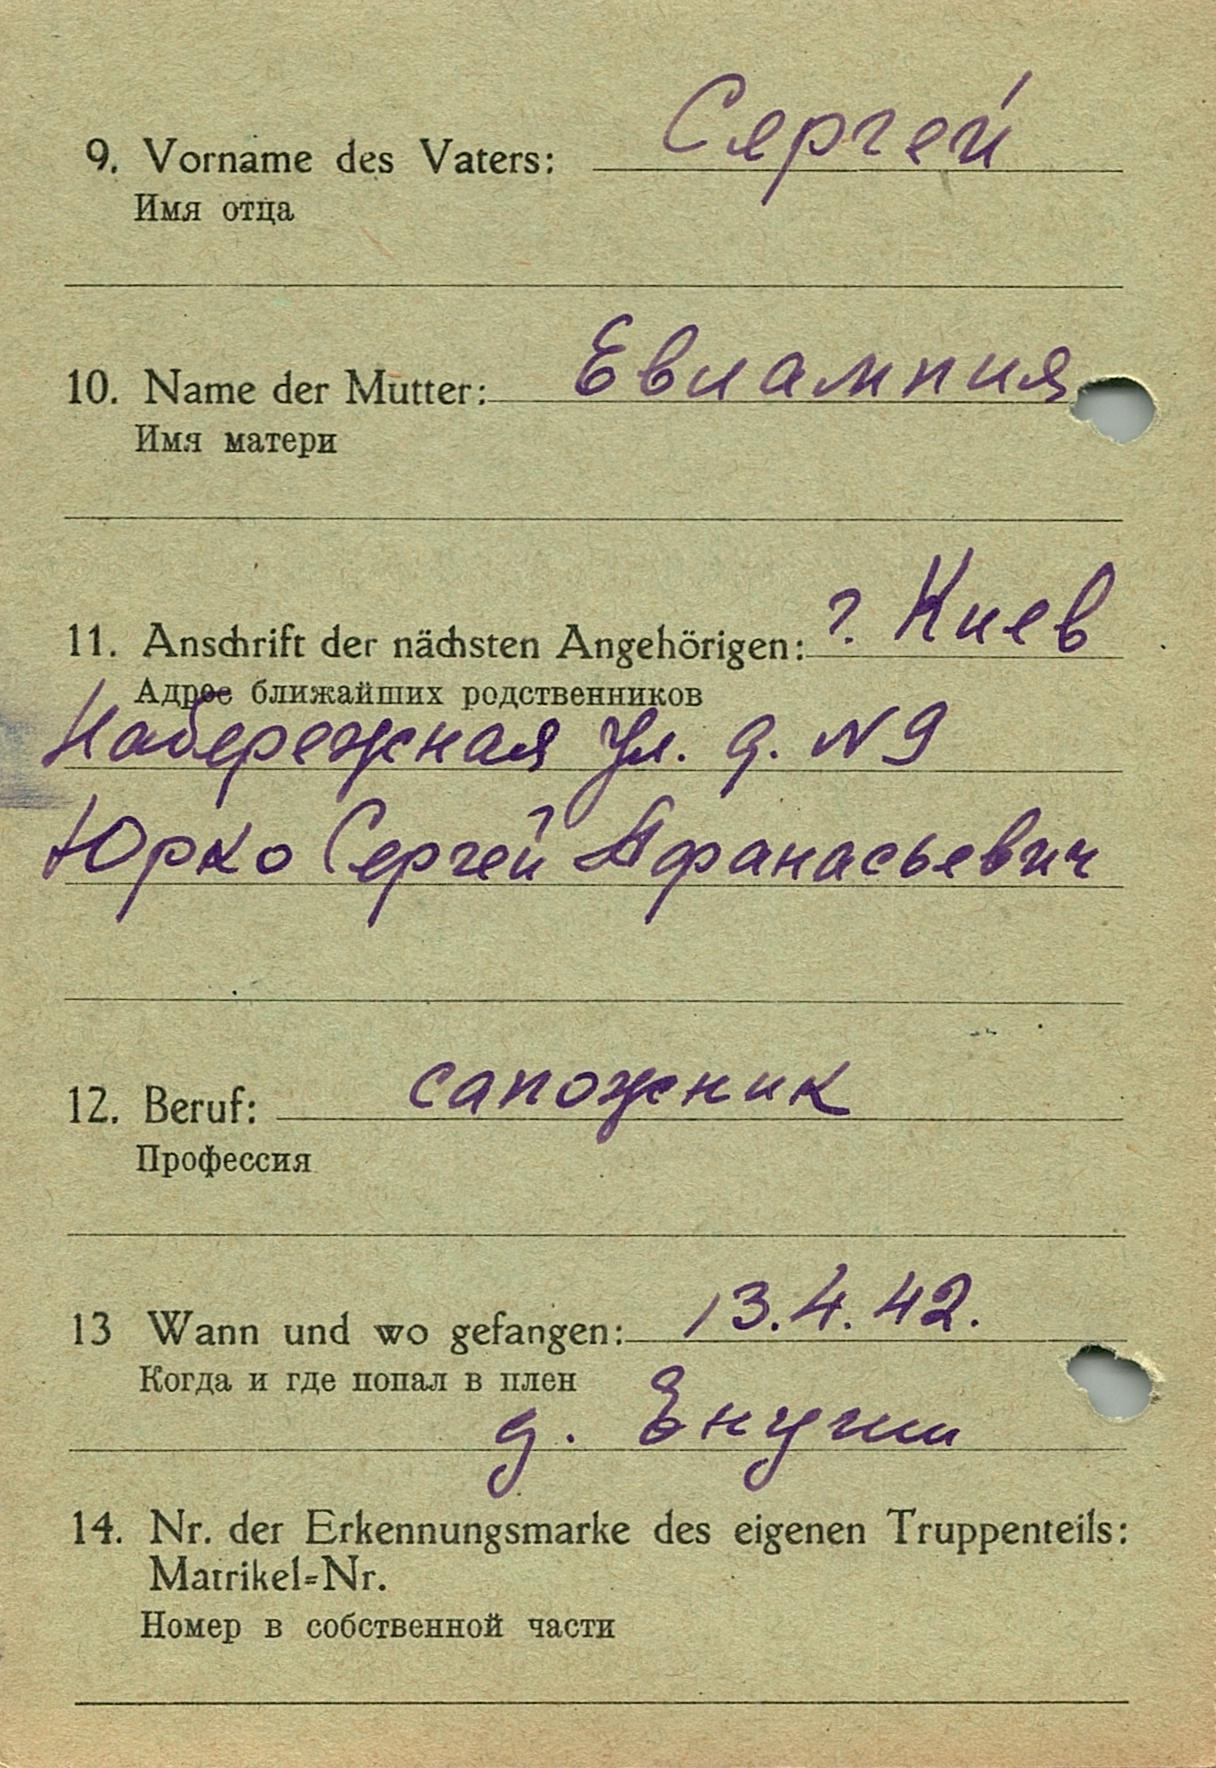 9. Vorname des Vaters: Сергей
Имя отца
10. Name der Mutter: Евлампия
Имя матери
11. Anschrift der nächsten Angehörigen: г. Киев
Адрес ближайших родственников
Набережная ул. д. №9
Юрко Сергей Афанасьевич
12. Beruf: сапожник
Профессия
13 Wann und wo gefangen: 13.4.42.
Когда и где попал в плен
д.
14. Nr. der Erkennungsmarke des eigenen Truppenteils:
Matrikel=Nr.
Номер в собственной части